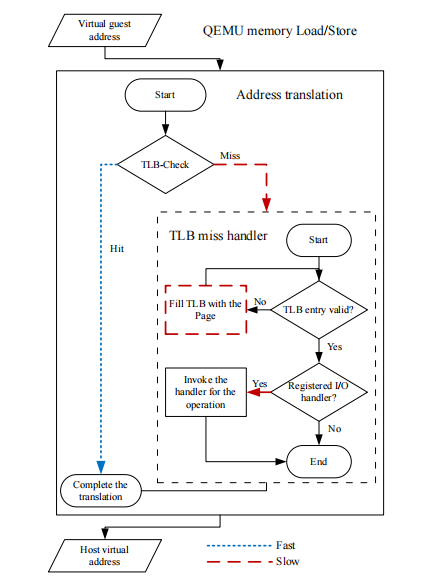 Virtual guest
address
QEMU memory Load/Store
Start
Address translation
TLB-Check
Miss
Hit
TLB miss handler
Start
Fill TLB with the
Page
No
TLB entry valid?
Yes
Invoke the
handler for the
operation
Yes
Registered I/O
handler?
No
End
Complete the
translation
Host virtual
address
Fast
Slow